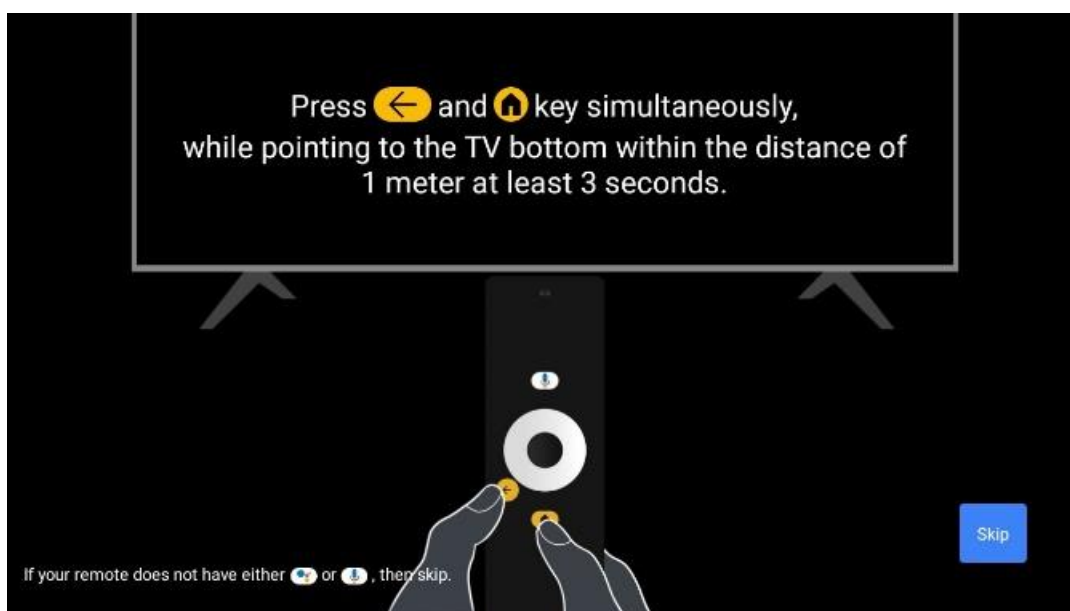 Press and key simultaneously,
while pointing to the TV bottom within the distance of
1 meter at least 3 seconds.
Skip
If your remote does not have either or , then skip.